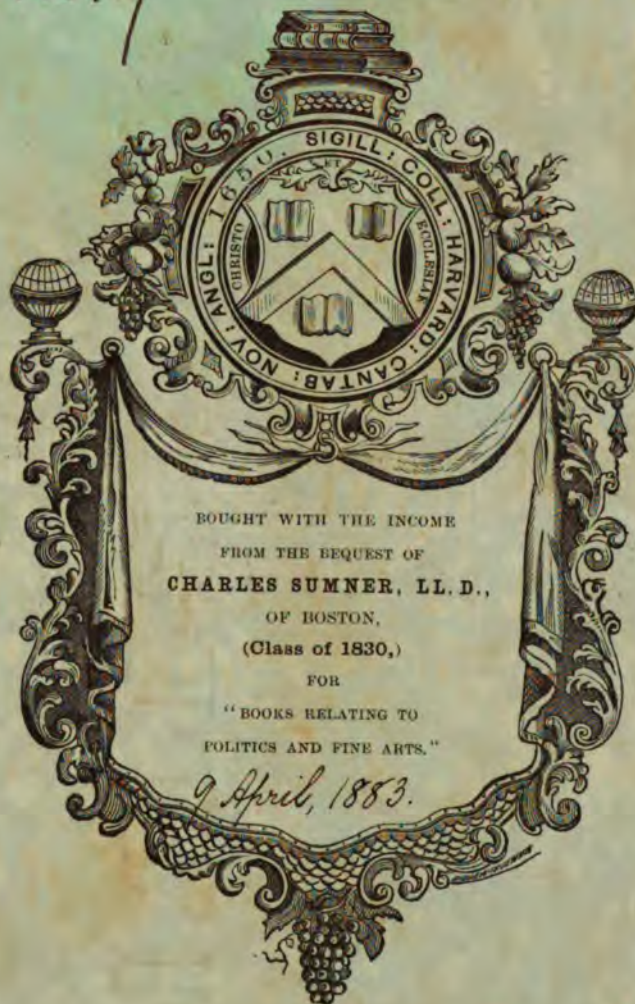 SIGILL: COLL: HARVARD: CANTAB: NOV: ANGL: 1650.
ET
CHRISTO
ECCLESIAE
BOUGHT WITH THE INCOME
FROM THE BEQUEST OF
CHARLES SUMNER, LL. D.,
OF BOSTON,
(Class of 1830,)
FOR
"BOOKS RELATING TO
POLITICS AND FINE ARTS."
9 April, 1883.